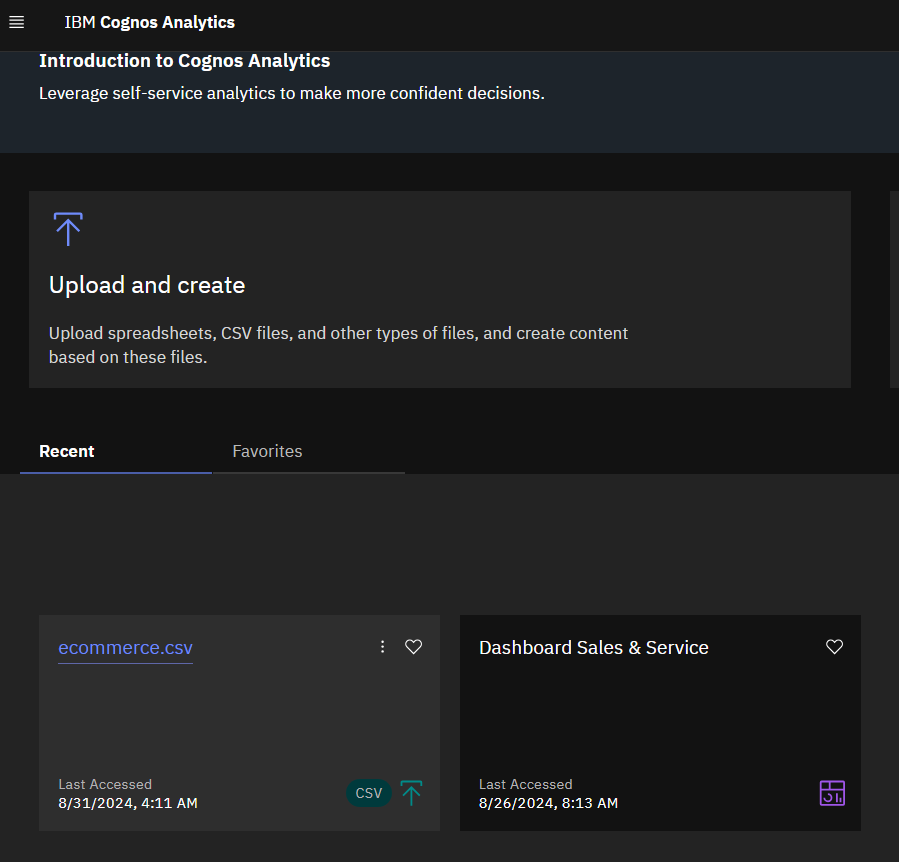 IBM Cognos Analytics
Introduction to Cognos Analytics
Leverage self-service analytics to make more confident decisions.
Upload and create
Upload spreadsheets, CSV files, and other types of files, and create content
based on these files.
Recent
Favorites
ecommerce.csv
Last Accessed
8/31/2024, 4:11 AM
CSV
Dashboard Sales & Service
Last Accessed
8/26/2024, 8:13 AM